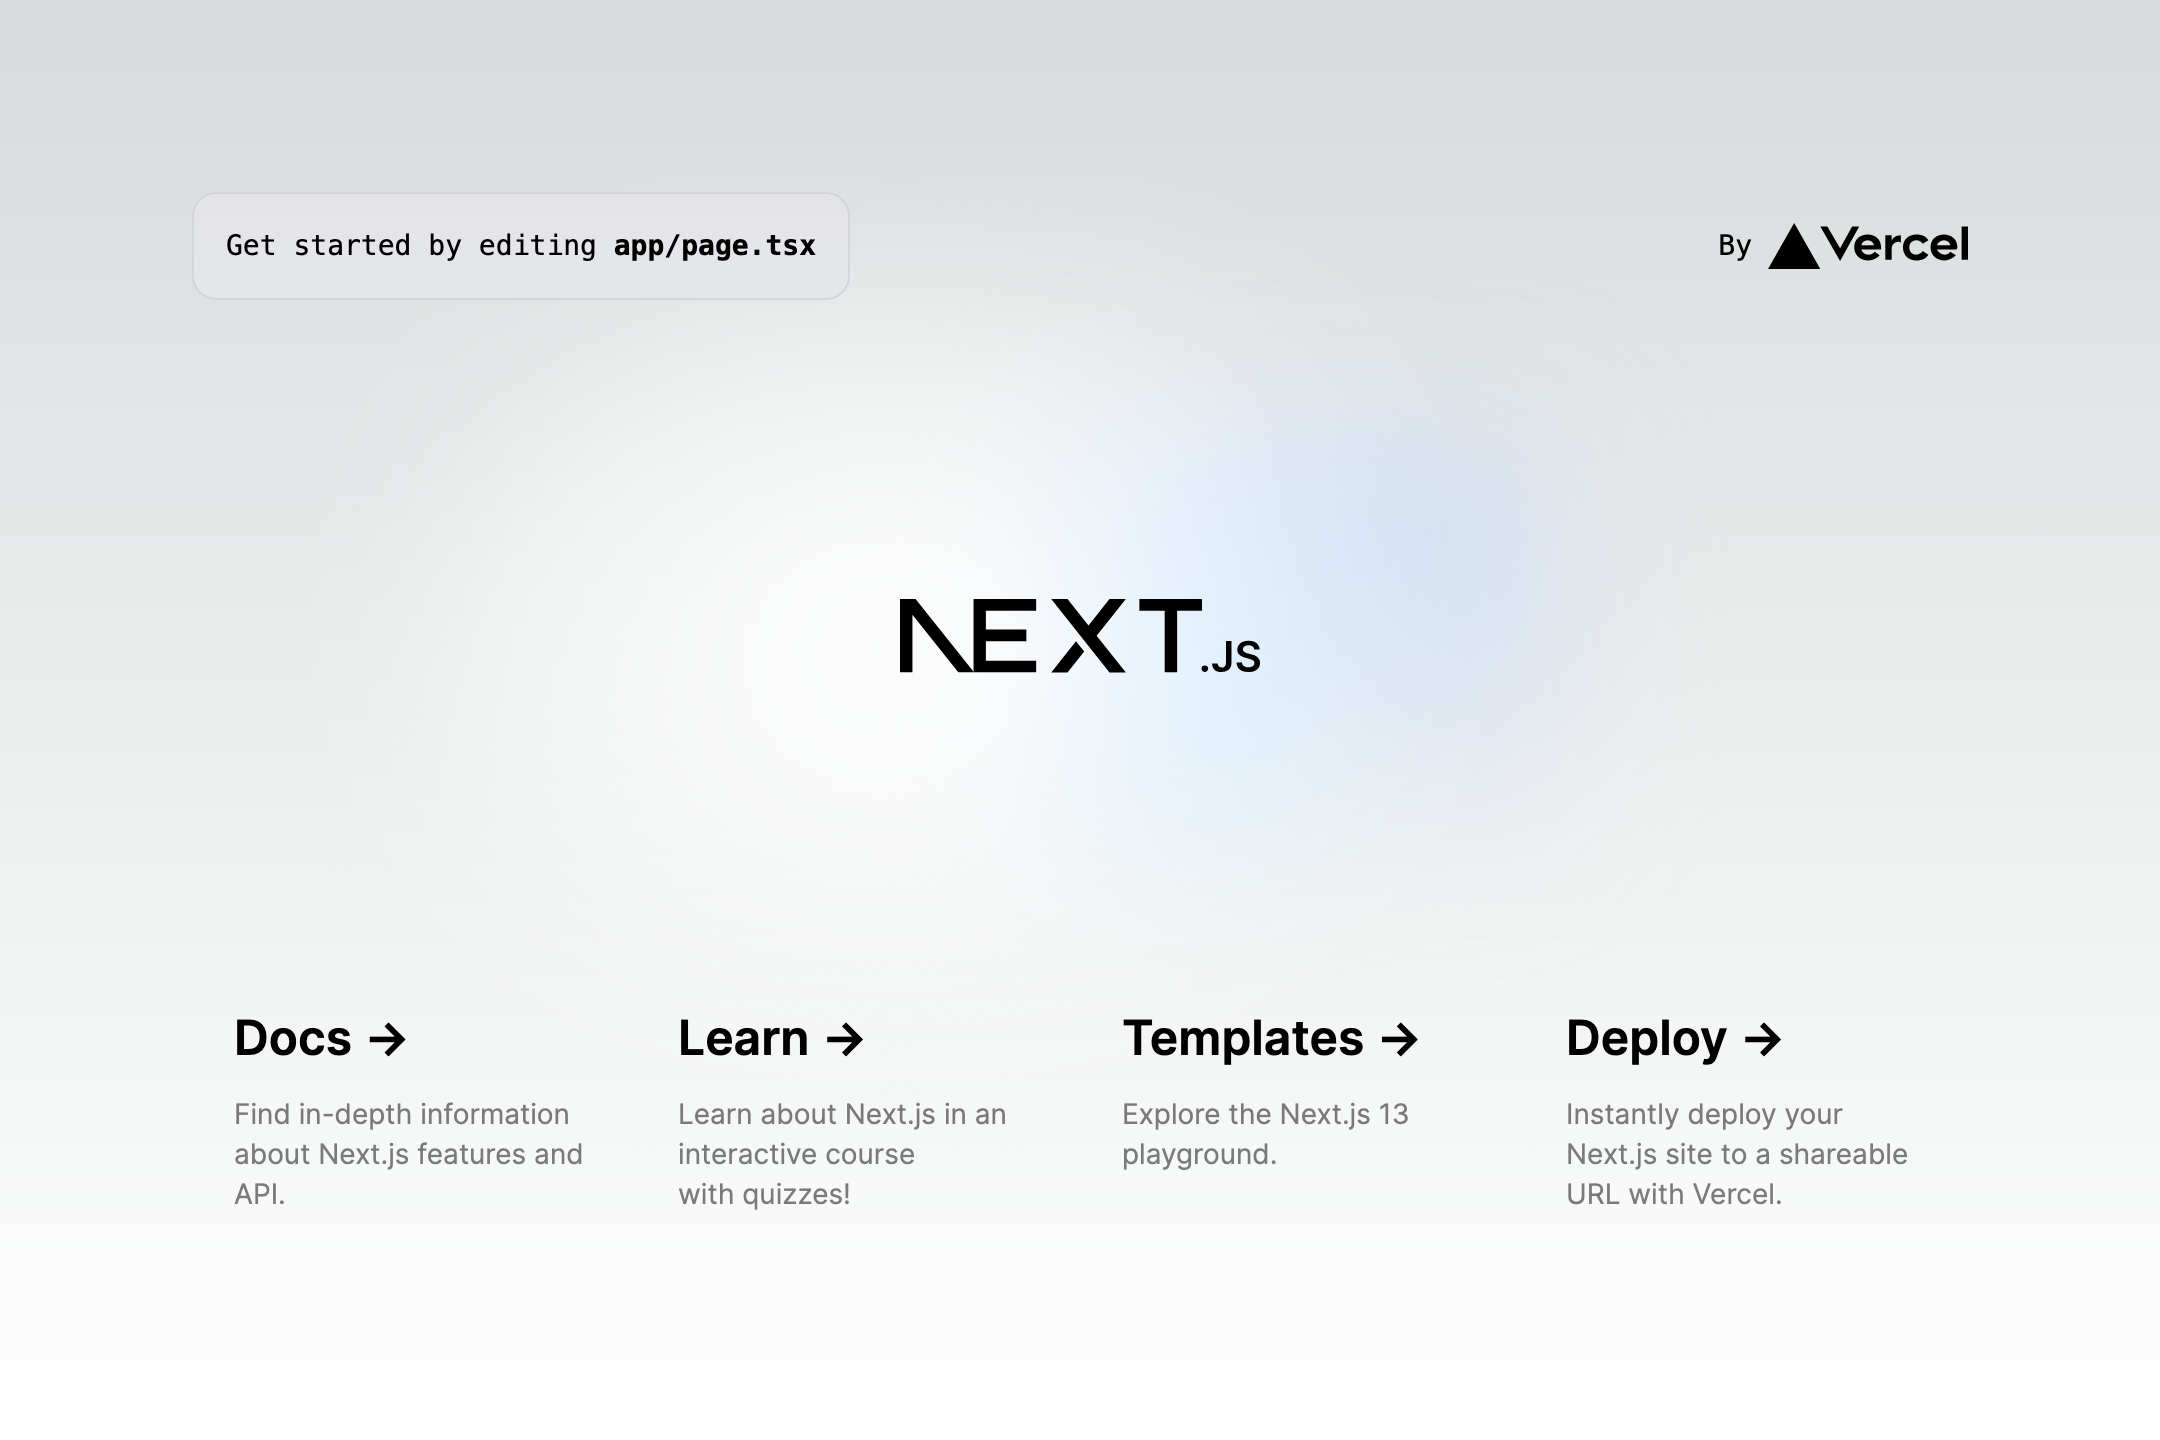 Get started by editing app/page.tsx
By Vercel
NEXT.JS
Docs →
Find in-depth information
about Next.js features and
API.
Learn →
Learn about Next.js in an
interactive course
with quizzes!
Templates →
Explore the Next.js 13
playground.
Deploy →
Instantly deploy your
Next.js site to a shareable
URL with Vercel.